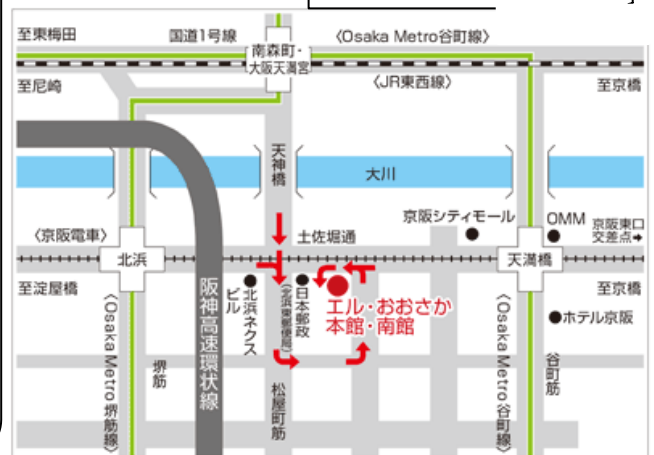 至東梅田
国道1号線
南森町・
大阪天満宮
〈Osaka Metro谷町線〉
至尼崎
〈JR東西線〉
至京橋
天神橋
大川
京阪シティモール
OMM
京阪東口
交差点➡
〈京阪電車〉
土佐堀通
北浜
天満橋
至淀屋橋
至京橋
阪神高速環状線
北浜ネクス
ビル
日本郵政
(北浜東郵便局)
エル・おおさか
本館・南館
ホテル京阪
〈Osaka Metro堺筋線〉
堺筋
松屋町筋
〈Osaka Metro谷町線〉
谷町筋